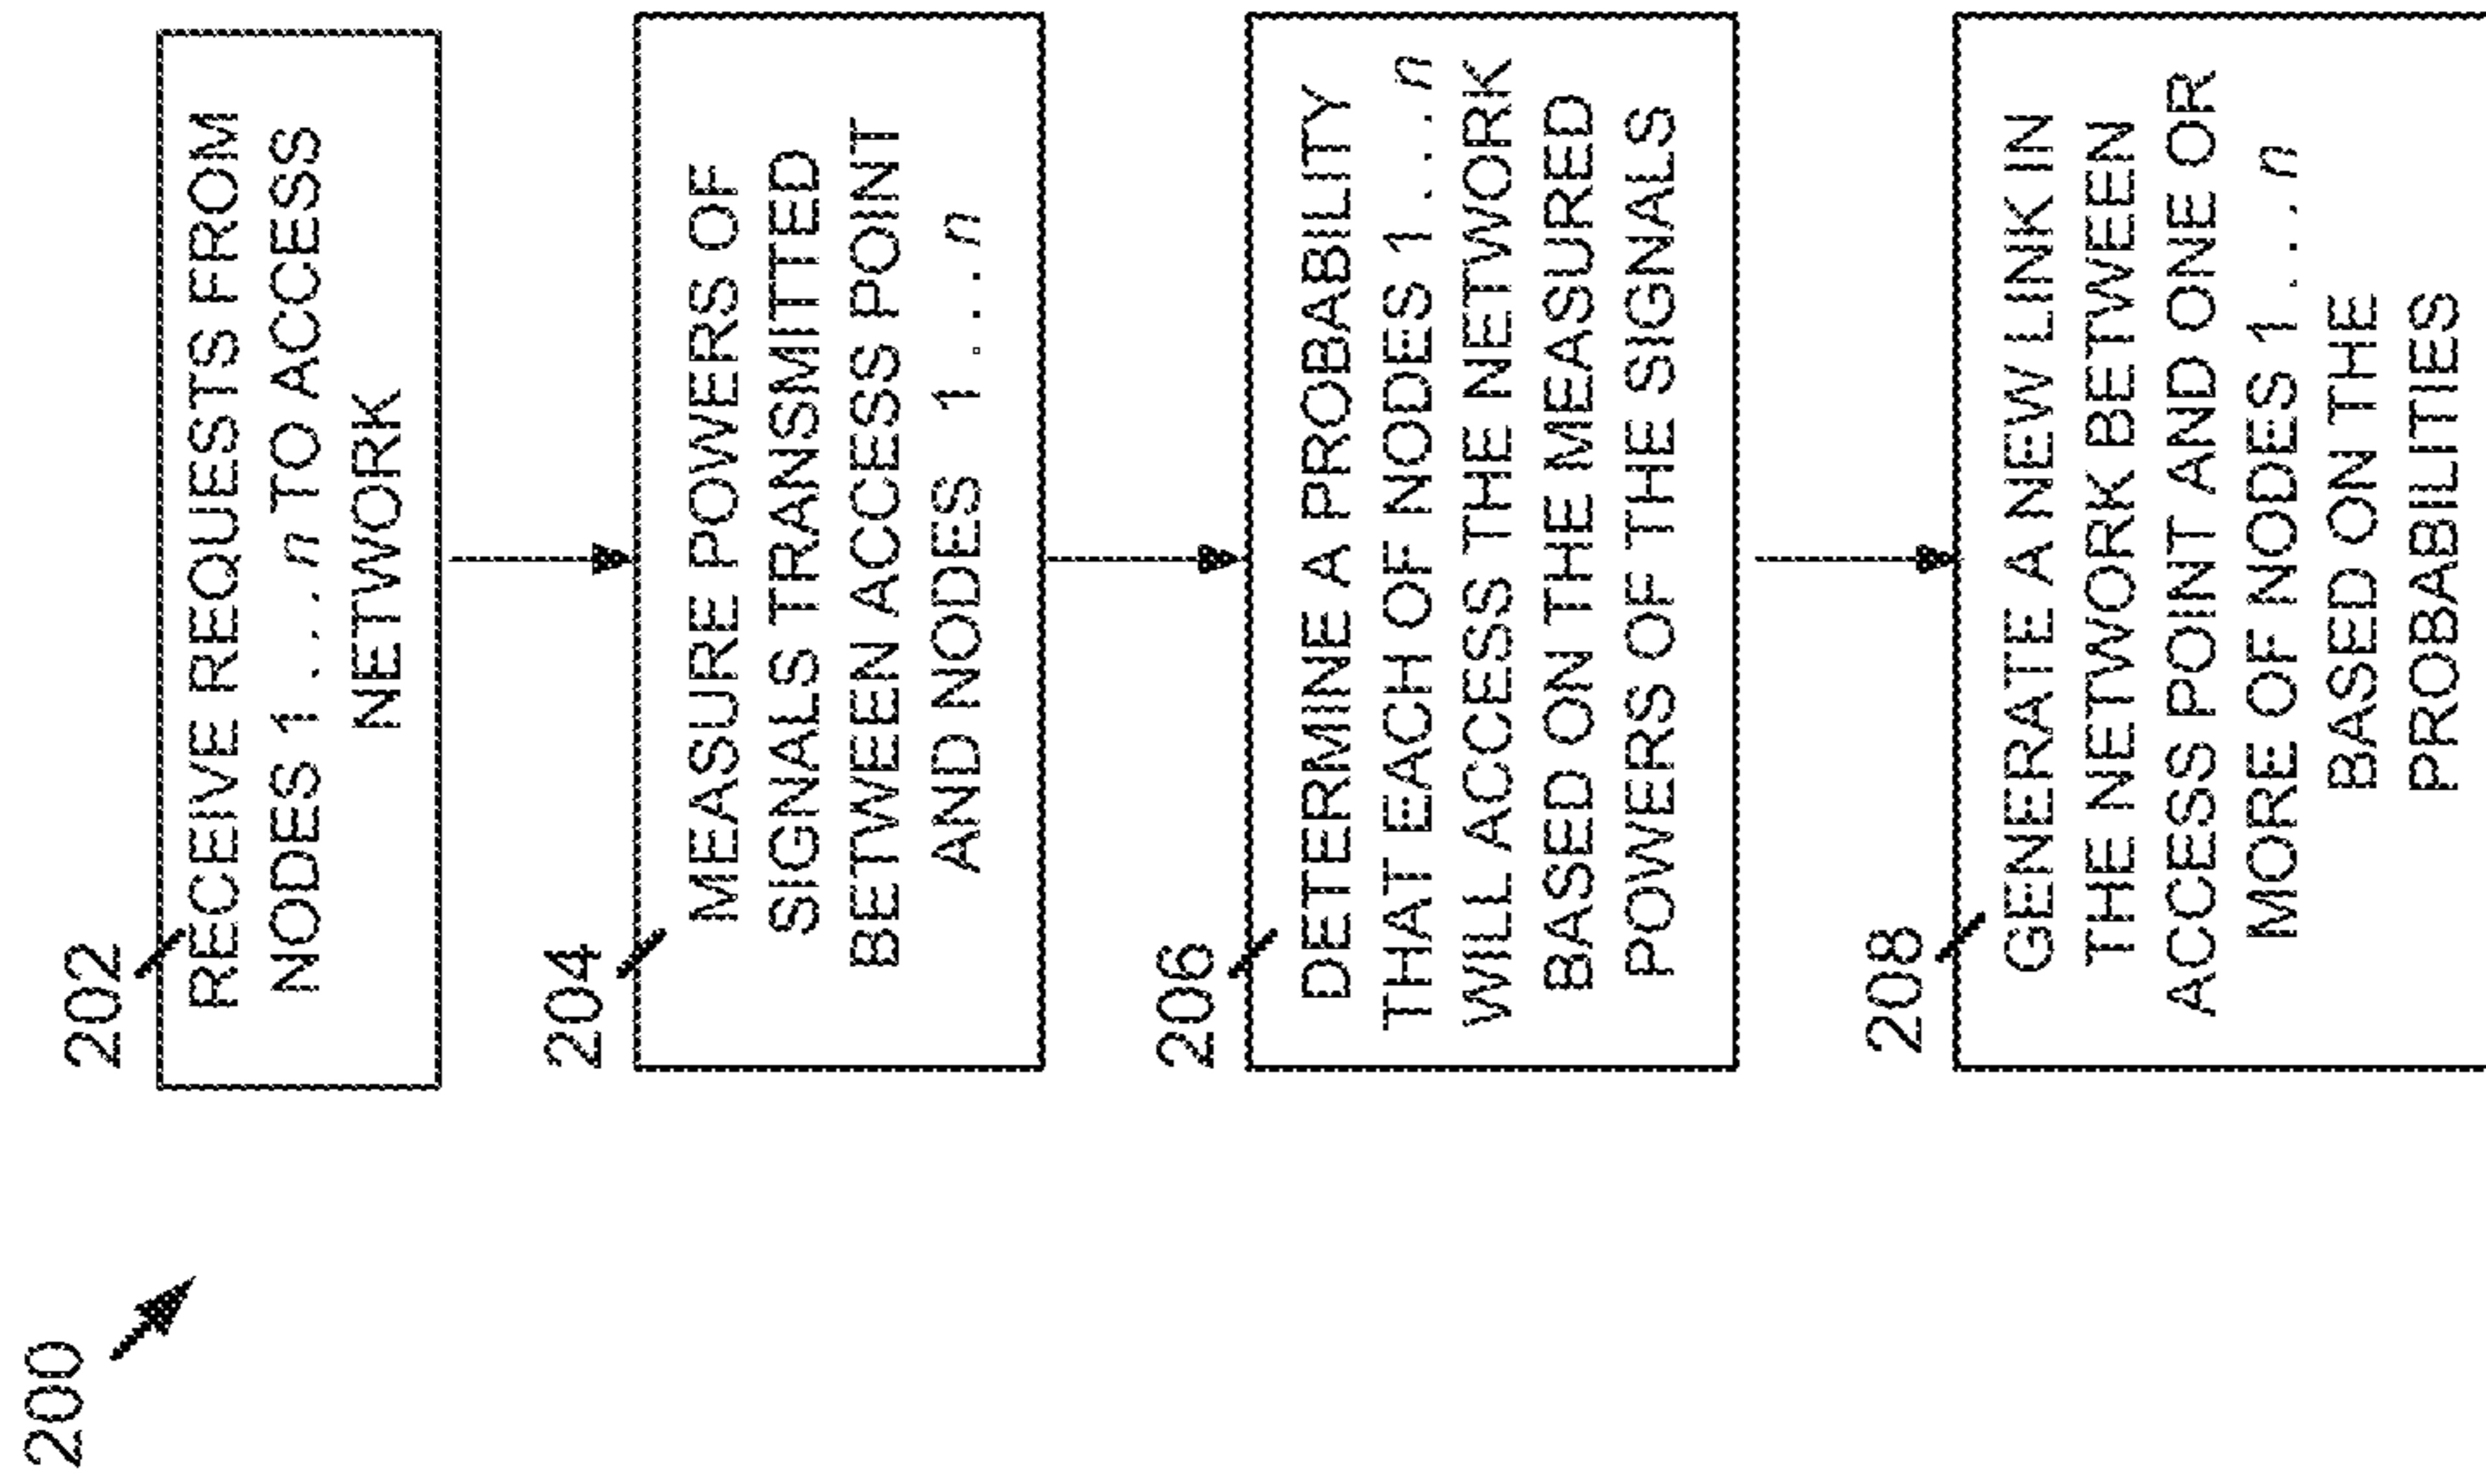 200
202
RECEIVE REQUESTS FROM
NODES 1 . . . n TO ACCESS
NETWORK
204
MEASURE POWERS OF
SIGNALS TRANSMITTED
BETWEEN ACCESS POINT
AND NODES 1 . . . n
206
DETERMINE A PROBABILITY
THAT EACH OF NODES 1 . . . n
WILL ACCESS THE NETWORK
BASED ON THE MEASURED
POWERS OF THE SIGNALS
208
GENERATE A NEW LINK IN
THE NETWORK BETWEEN
ACCESS POINT AND ONE OR
MORE OF NODES 1 . . . n
BASED ON THE
PROBABILITIES